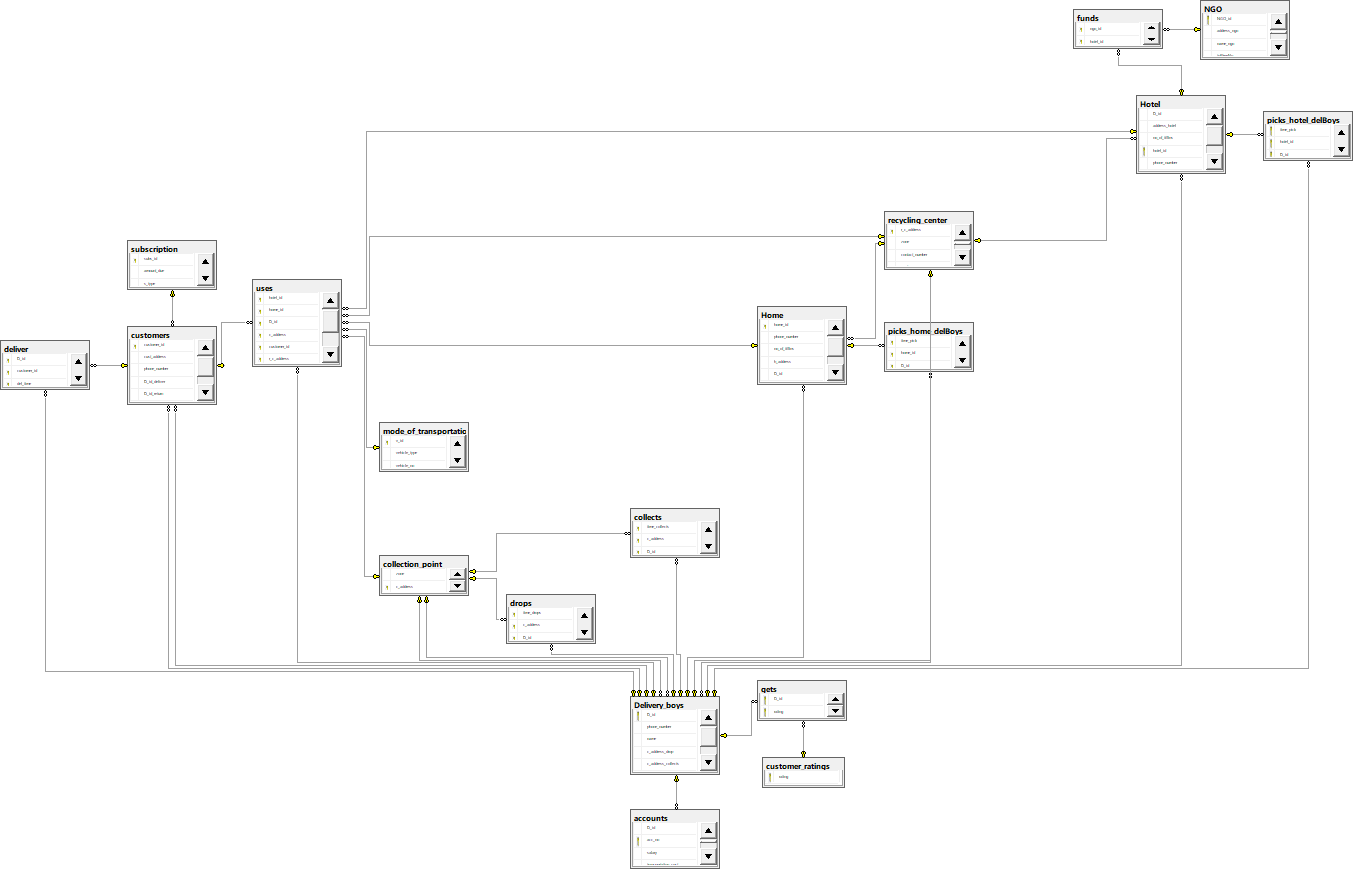 funds
ngo_id
hotel_id
NGO
NGO_id
address_ngo
name_ngo
Hotel
D_id
address_hotel
no_of_tiffins
hotel_id
phone_number
picks_hotel_delBoys
time_pick
hotel_id
D_id
recycling_center
r_c_address
name
contact_number
subscription
subs_id
amount_due
s_type
uses
hotel_id
home_id
D_id
c_address
customer_id
r_c_address
customers
customer_id
cust_address
phone_number
D_id_deliver
D_id_return
deliver
D_id
customer_id
del_time
Home
home_id
phone_number
no_of_tiffins
h_address
D_id
picks_home_delBoys
time_pick
home_id
D_id
mode_of_transportatio
v_id
vehicle_type
vehicle_no
collects
time_collects
c_address
D_id
collection_point
name
c_address
drops
time_drops
c_address
D_id
Delivery_boys
D_id
phone_number
name
c_address_drop
c_address_collects
gets
D_id
rating
customer_ratings
rating
accounts
D_id
acc_no
salary